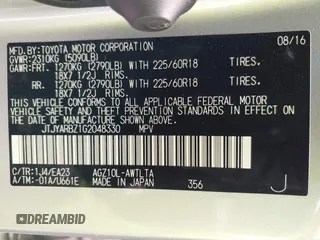 MFD.BY:TOYOTA MOTOR CORPORATION 08/16
GVWR:2310KG (5090LB)
GAWR:FRT. 1270KG (2790LB) WITH 225/60R18 TIRES.
18X7 1/2J RIMS.
RR. 1270KG (2790LB) WITH 225/60R18 TIRES.
18X7 1/2J RIMS.
THIS VEHICLE CONFORMS TO ALL APPLICABLE FEDERAL MOTOR
VEHICLE SAFETY AND THEFT PREVENTION STANDARDS IN EFFECT
ON THE DATE OF MANUFACTURE SHOWN ABOVE.
JTJYARBZ1G2048330 MPV
C/TR:1J4/EA23 AGZ10L-AWTLTA
A/TM:-01A/U661E MADE IN JAPAN 356 J
DREAMBID